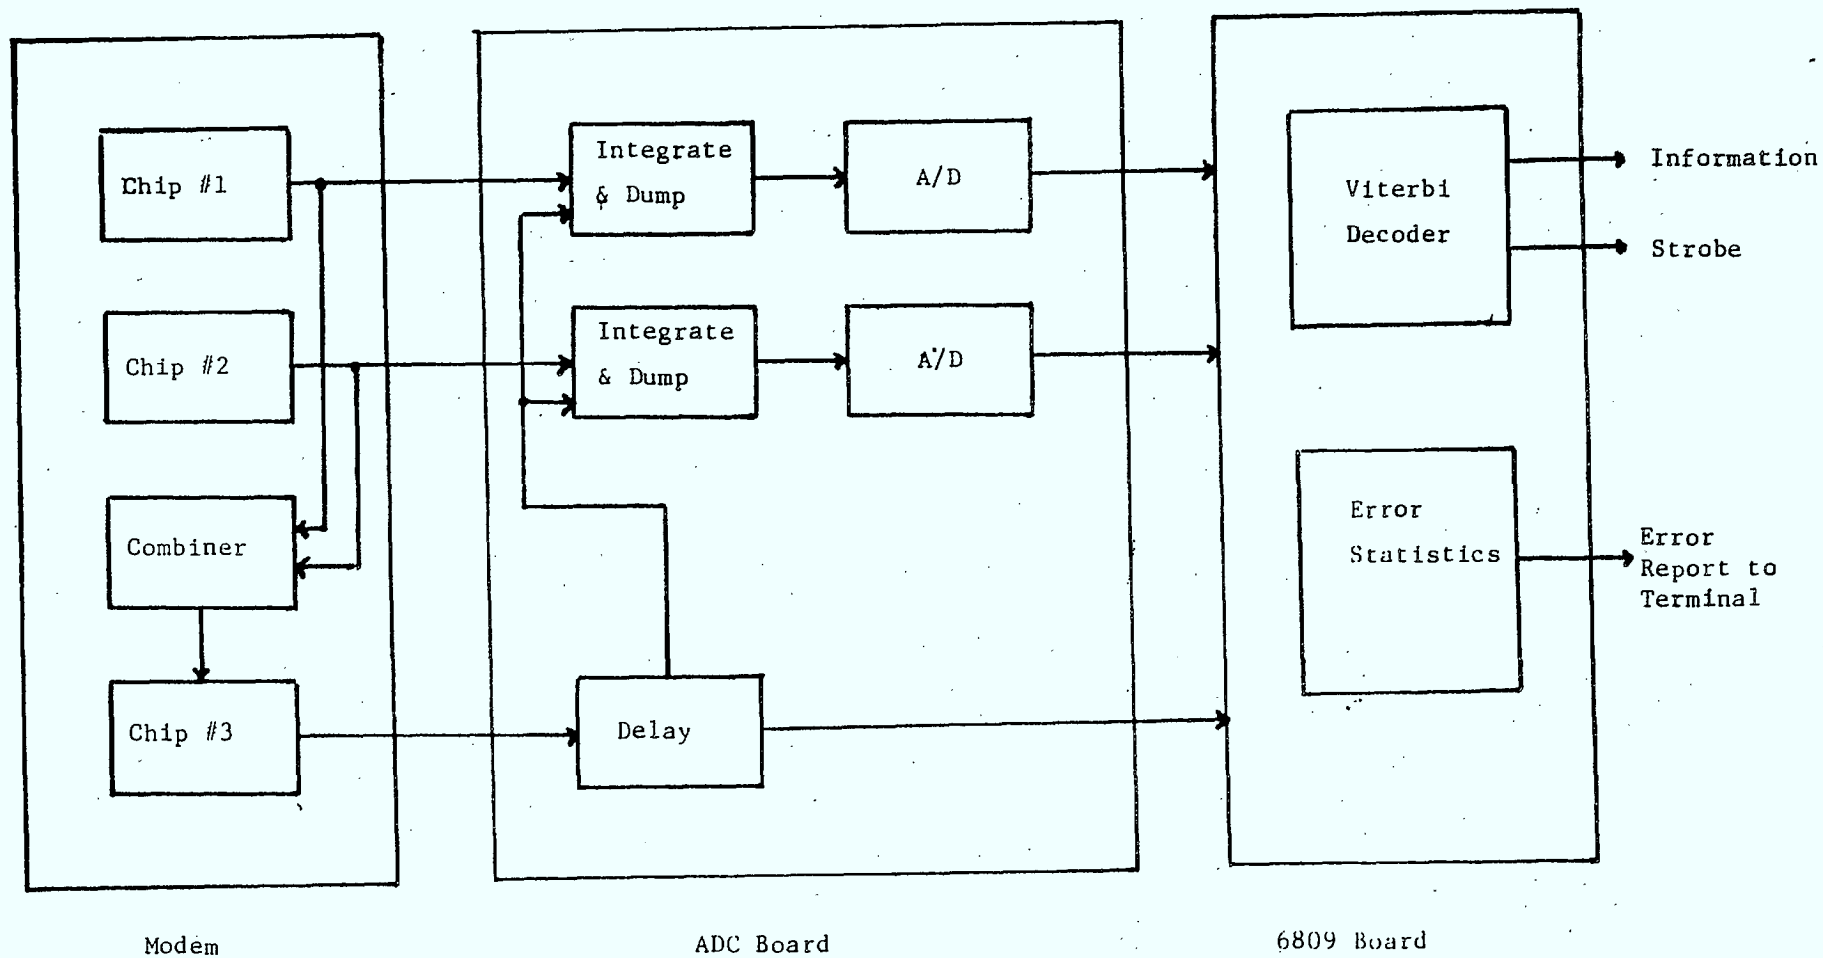 Chip #1
Chip #2
Combiner
Chip #3
Modem
Integrate
& Dump
A/D
Integrate
& Dump
A/D
Delay
ADC Board
Viterbi
Decoder
Error
Statistics
6809 Board
Information
Strobe
Error
Report to
Terminal